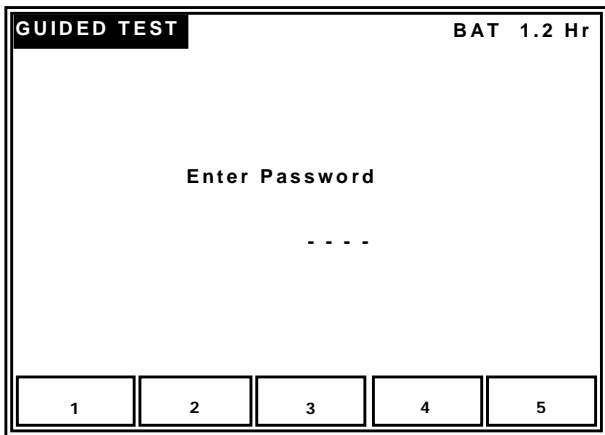 GUIDED TEST BAT 1.2 Hr
Enter Password
- - - -
1 2 3 4 5